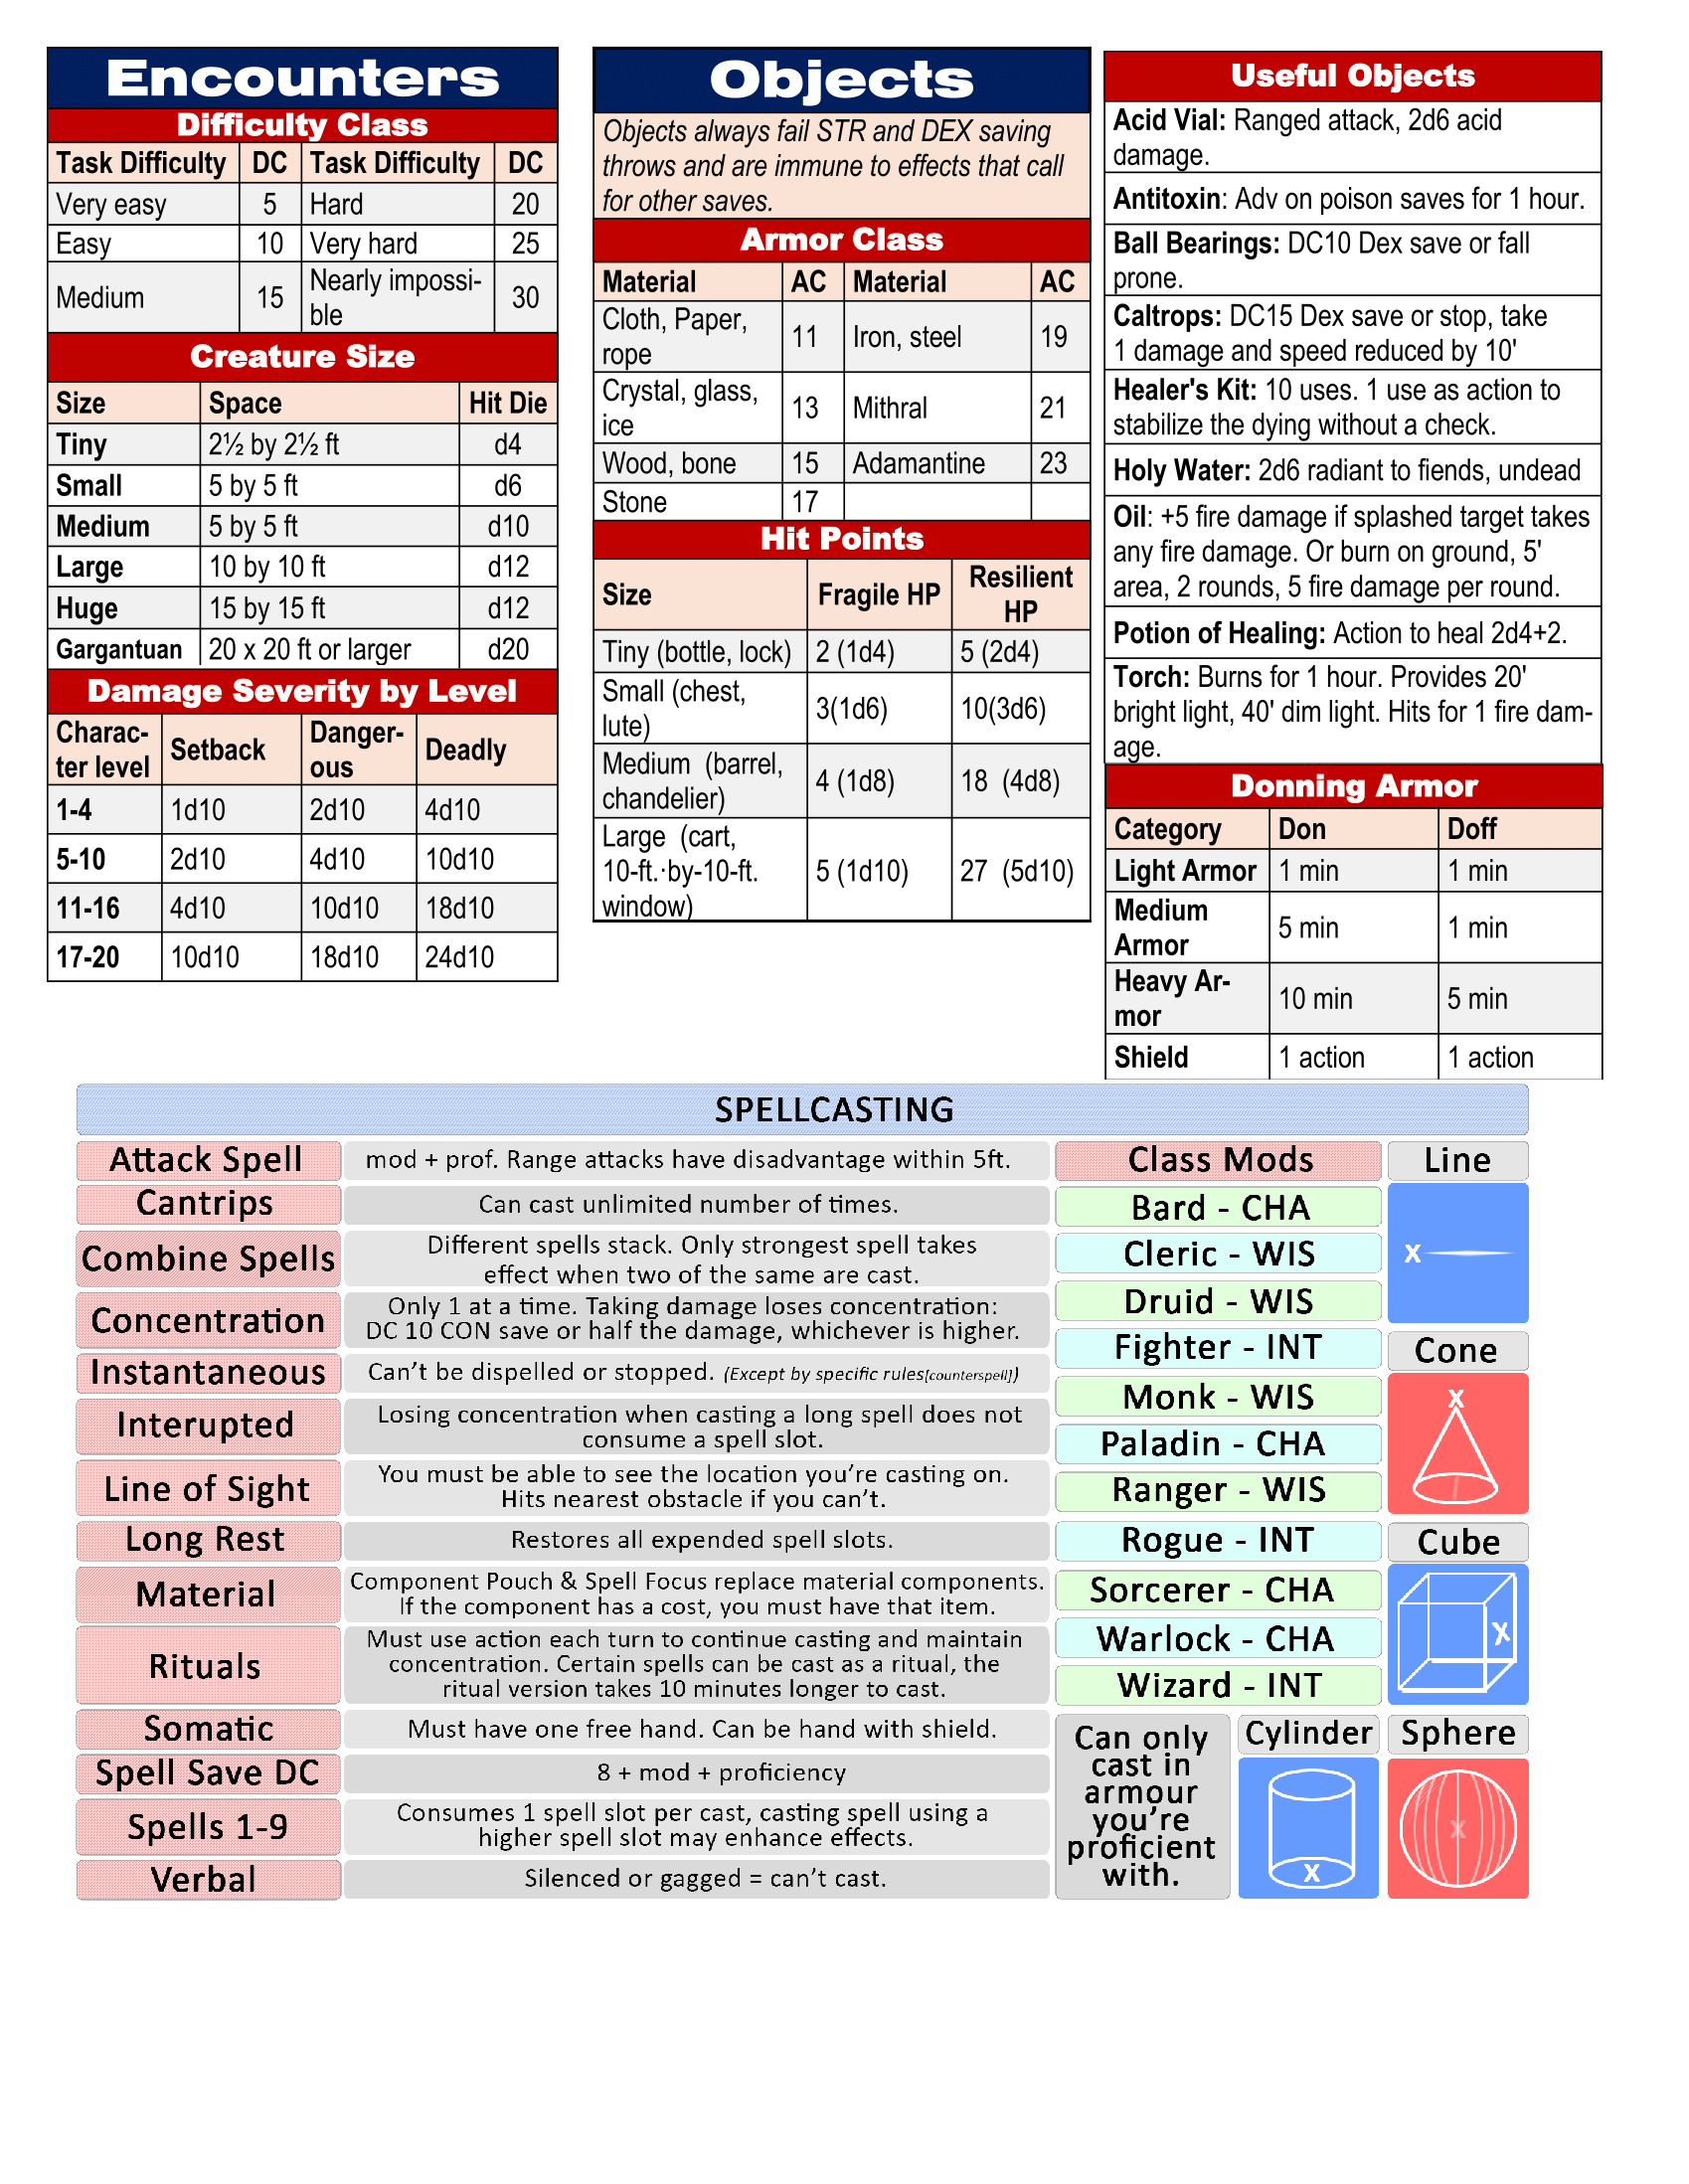 Encounters
Difficulty Class
Task Difficulty DC Task Difficulty DC
Very easy 5 Hard 20
Easy 10 Very hard 25
Medium 15 Nearly impossi-
ble 30
Creature Size
Size Space Hit Die
Tiny 2½ by 2½ ft d4
Small 5 by 5 ft d6
Medium 5 by 5 ft d10
Large 10 by 10 ft d12
Huge 15 by 15 ft d12
Gargantuan 20 x 20 ft or larger d20
Damage Severity by Level
Charac-
ter level Setback Danger-
ous Deadly
1-4 1d10 2d10 4d10
5-10 2d10 4d10 10d10
11-16 4d10 10d10 18d10
17-20 10d10 18d10 24d10
Objects
Objects always fail STR and DEX saving
throws and are immune to effects that call
for other saves.
Armor Class
Material AC Material AC
Cloth, Paper,
rope 11 Iron, steel 19
Crystal, glass,
ice 13 Mithral 21
Wood, bone 15 Adamantine 23
Stone 17
Hit Points
Size Fragile HP Resilient
HP
Tiny (bottle, lock) 2 (1d4) 5 (2d4)
Small (chest,
lute) 3(1d6) 10(3d6)
Medium (barrel,
chandelier) 4 (1d8) 18 (4d8)
Large (cart,
10-ft.·by-10-ft.
window) 5 (1d10) 27 (5d10)
Useful Objects
Acid Vial: Ranged attack, 2d6 acid
damage.
Antitoxin: Adv on poison saves for 1 hour.
Ball Bearings: DC10 Dex save or fall
prone.
Caltrops: DC15 Dex save or stop, take
1 damage and speed reduced by 10'
Healer's Kit: 10 uses. 1 use as action to
stabilize the dying without a check.
Holy Water: 2d6 radiant to fiends, undead
Oil: +5 fire damage if splashed target takes
any fire damage. Or burn on ground, 5'
area, 2 rounds, 5 fire damage per round.
Potion of Healing: Action to heal 2d4+2.
Torch: Burns for 1 hour. Provides 20'
bright light, 40' dim light. Hits for 1 fire dam-
age.
Donning Armor
Category Don Doff
Light Armor 1 min 1 min
Medium
Armor 5 min 1 min
Heavy Ar-
mor 10 min 5 min
Shield 1 action 1 action
SPELLCASTING
Attack Spell mod + prof. Range attacks have disadvantage within 5ft.
Cantrips Can cast unlimited number of times.
Combine Spells Different spells stack. Only strongest spell takes
effect when two of the same are cast.
Concentration Only 1 at a time. Taking damage loses concentration:
DC 10 CON save or half the damage, whichever is higher.
Instantaneous Can't be dispelled or stopped. (Except by specific rules[counterspell])
Interupted Losing concentration when casting a long spell does not
consume a spell slot.
Line of Sight You must be able to see the location you're casting on.
Hits nearest obstacle if you can't.
Long Rest Restores all expended spell slots.
Material Component Pouch & Spell Focus replace material components.
If the component has a cost, you must have that item.
Rituals Must use action each turn to continue casting and maintain
concentration. Certain spells can be cast as a ritual, the
ritual version takes 10 minutes longer to cast.
Somatic Must have one free hand. Can be hand with shield.
Spell Save DC 8 + mod + proficiency
Spells 1-9 Consumes 1 spell slot per cast, casting spell using a
higher spell slot may enhance effects.
Verbal Silenced or gagged = can't cast.
Class Mods
Bard - CHA
Cleric - WIS
Druid - WIS
Fighter - INT
Monk - WIS
Paladin - CHA
Ranger - WIS
Rogue - INT
Sorcerer - CHA
Warlock - CHA
Wizard - INT
Can only
cast in
armour
you're
proficient
with.
Line
x
Cone
x
Cube
x
Cylinder
x
Sphere
x